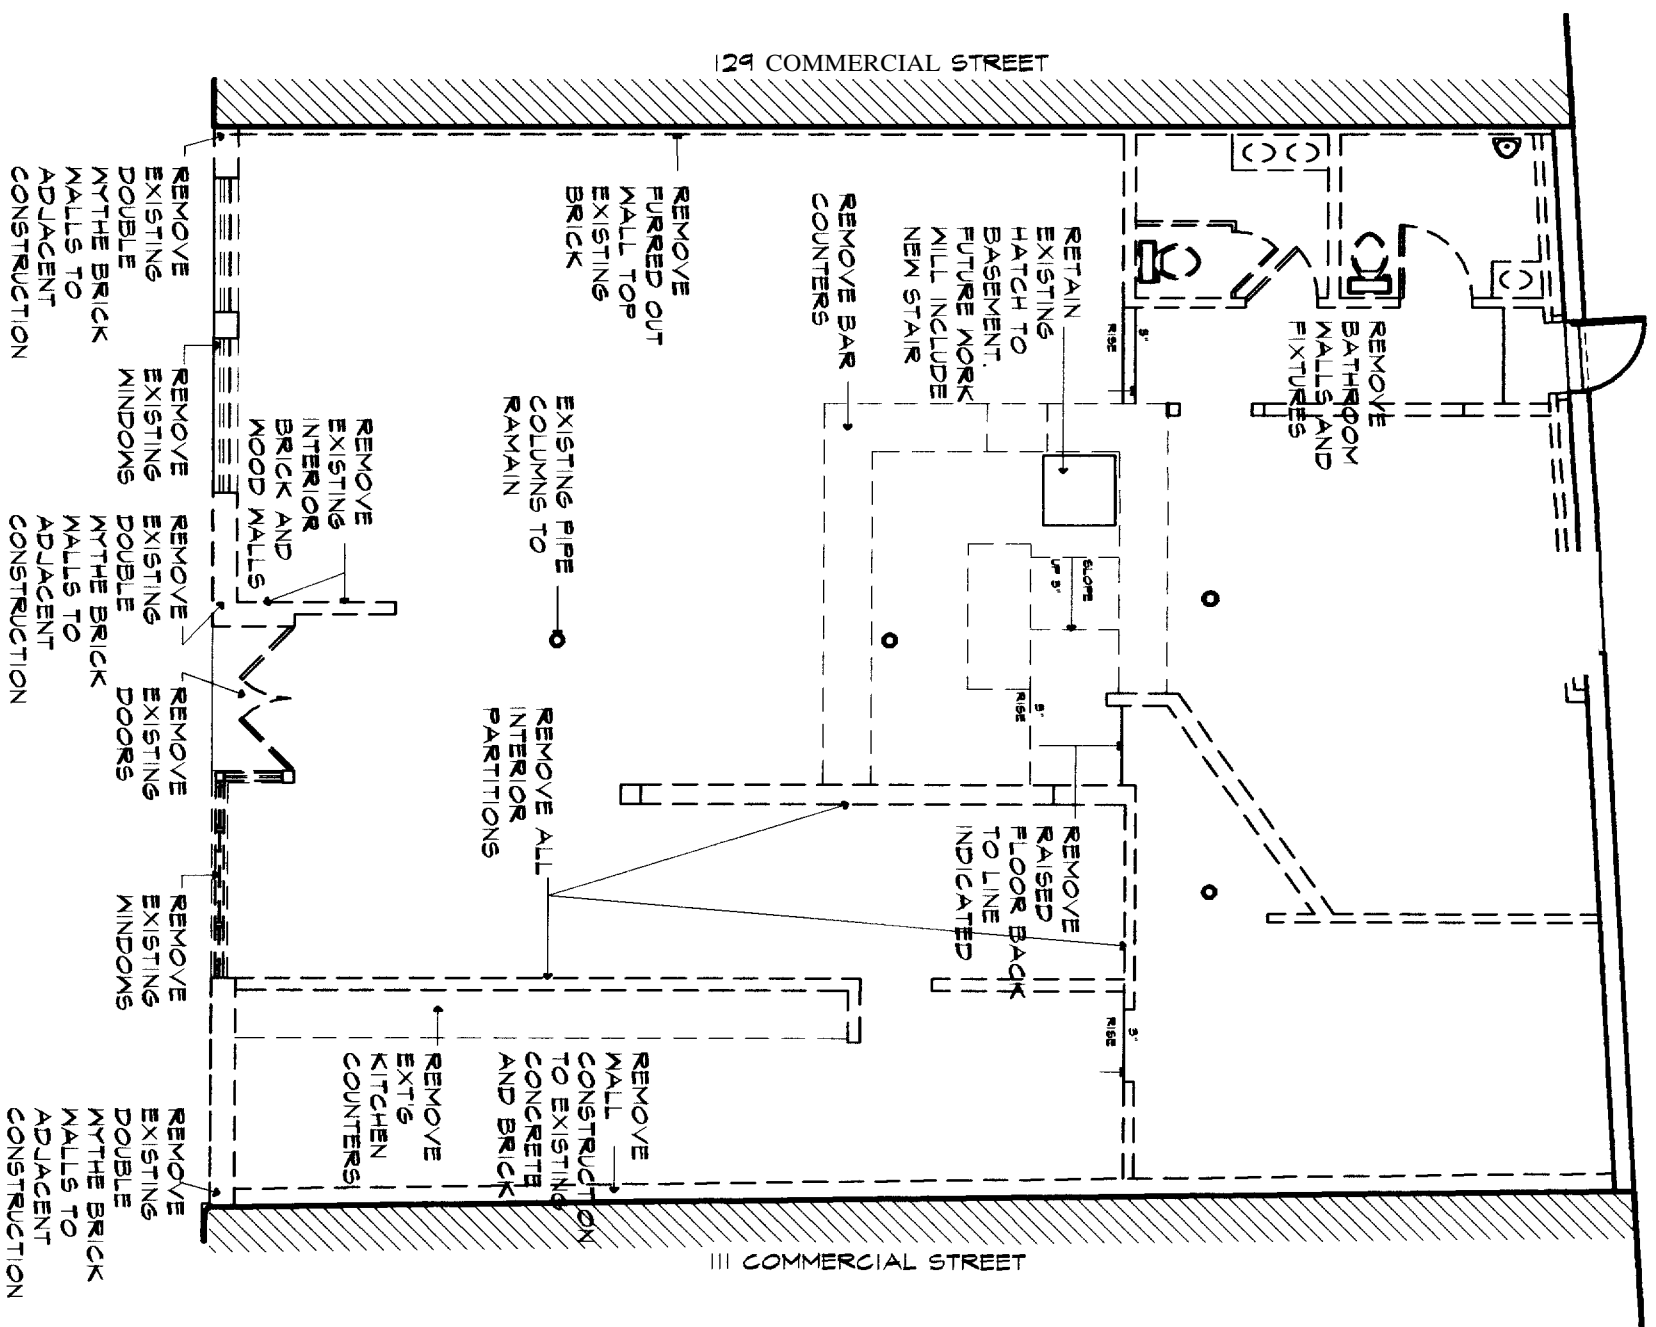 129 COMMERCIAL STREET
REMOVE
EXISTING
DOUBLE
WYTHE BRICK
WALLS TO
ADJACENT
CONSTRUCTION
REMOVE
EXISTING
WINDOWS
REMOVE
EXISTING
DOUBLE
WYTHE BRICK
WALLS TO
ADJACENT
CONSTRUCTION
REMOVE
EXISTING
DOORS
REMOVE
EXISTING
WINDOWS
REMOVE
EXISTING
DOUBLE
WYTHE BRICK
WALLS TO
ADJACENT
CONSTRUCTION
REMOVE
EXISTING
INTERIOR
BRICK AND
WOOD WALLS
REMOVE
FURRED OUT
WALL TOP
EXISTING
BRICK
EXISTING PIPE
COLUMNS TO
RAMAIN
REMOVE ALL
INTERIOR
PARTITIONS
REMOVE
EXT'G
KITCHEN
COUNTERS
REMOVE
WALL
CONSTRUCTION
TO EXISTING
CONCRETE
AND BRICK
REMOVE BAR
COUNTERS
RETAIN
EXISTING
HATCH TO
BASEMENT.
FUTURE WORK
WILL INCLUDE
NEW STAIR
3"
RISE
SLOPE
UP 3"
3"
RISE
REMOVE
RAISED
FLOOR BACK
TO LINE
INDICATED
3"
RISE
REMOVE
BATHROOM
WALLS AND
FIXTURES
111 COMMERCIAL STREET